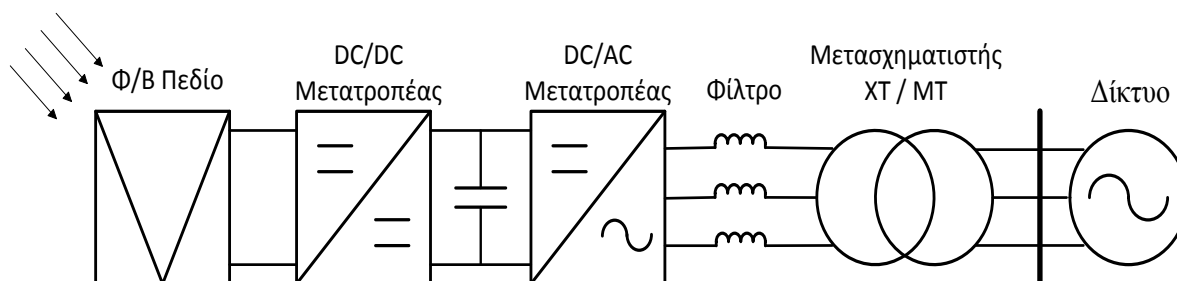 Φ/Β Πεδίο
DC/DC
Μετατροπέας
DC/AC
Μετατροπέας
Φίλτρο
Μετασχηματιστής
ΧΤ / ΜΤ
Δίκτυο